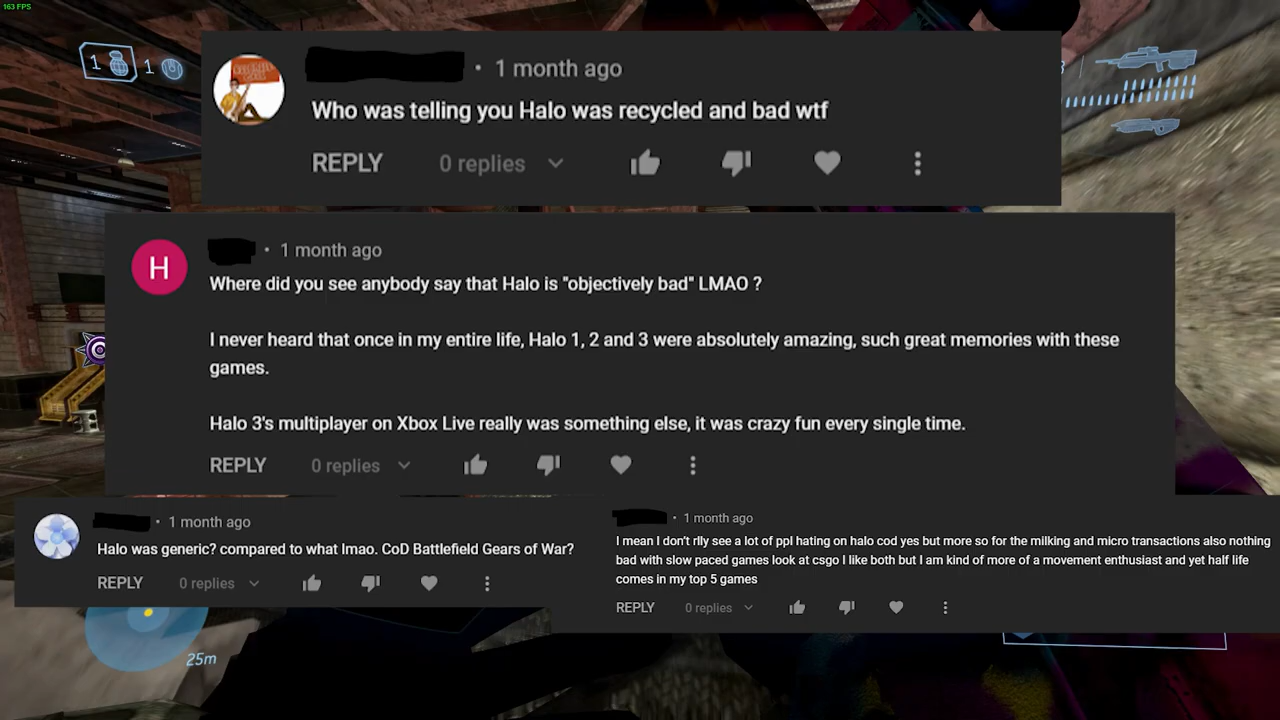 163 FPS
1 1
• 1 month ago
Who was telling you Halo was recycled and bad wtf
REPLY 0 replies
H
• 1 month ago
Where did you see anybody say that Halo is "objectively bad" LMAO ?
I never heard that once in my entire life, Halo 1, 2 and 3 were absolutely amazing, such great memories with these
games.
Halo 3's multiplayer on Xbox Live really was something else, it was crazy fun every single time.
REPLY 0 replies
• 1 month ago
Halo was generic? compared to what lmao. CoD Battlefield Gears of War?
REPLY 0 replies
• 1 month ago
I mean I don't rlly see a lot of ppl hating on halo cod yes but more so for the milking and micro transactions also nothing
bad with slow paced games look at csgo I like both but I am kind of more of a movement enthusiast and yet half life
comes in my top 5 games
REPLY 0 replies
25m